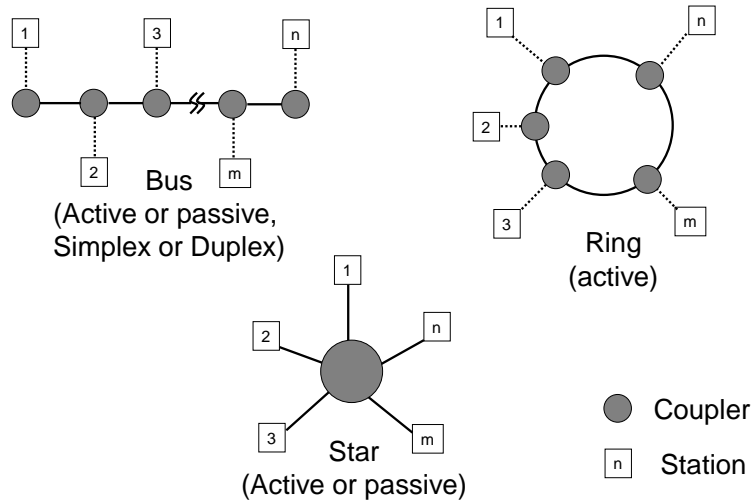 1
3
n
2
m
Bus
(Active or passive,
Simplex or Duplex)
1
n
2
3
m
Ring
(active)
1
2
n
3
m
Star
(Active or passive)
Coupler
n Station